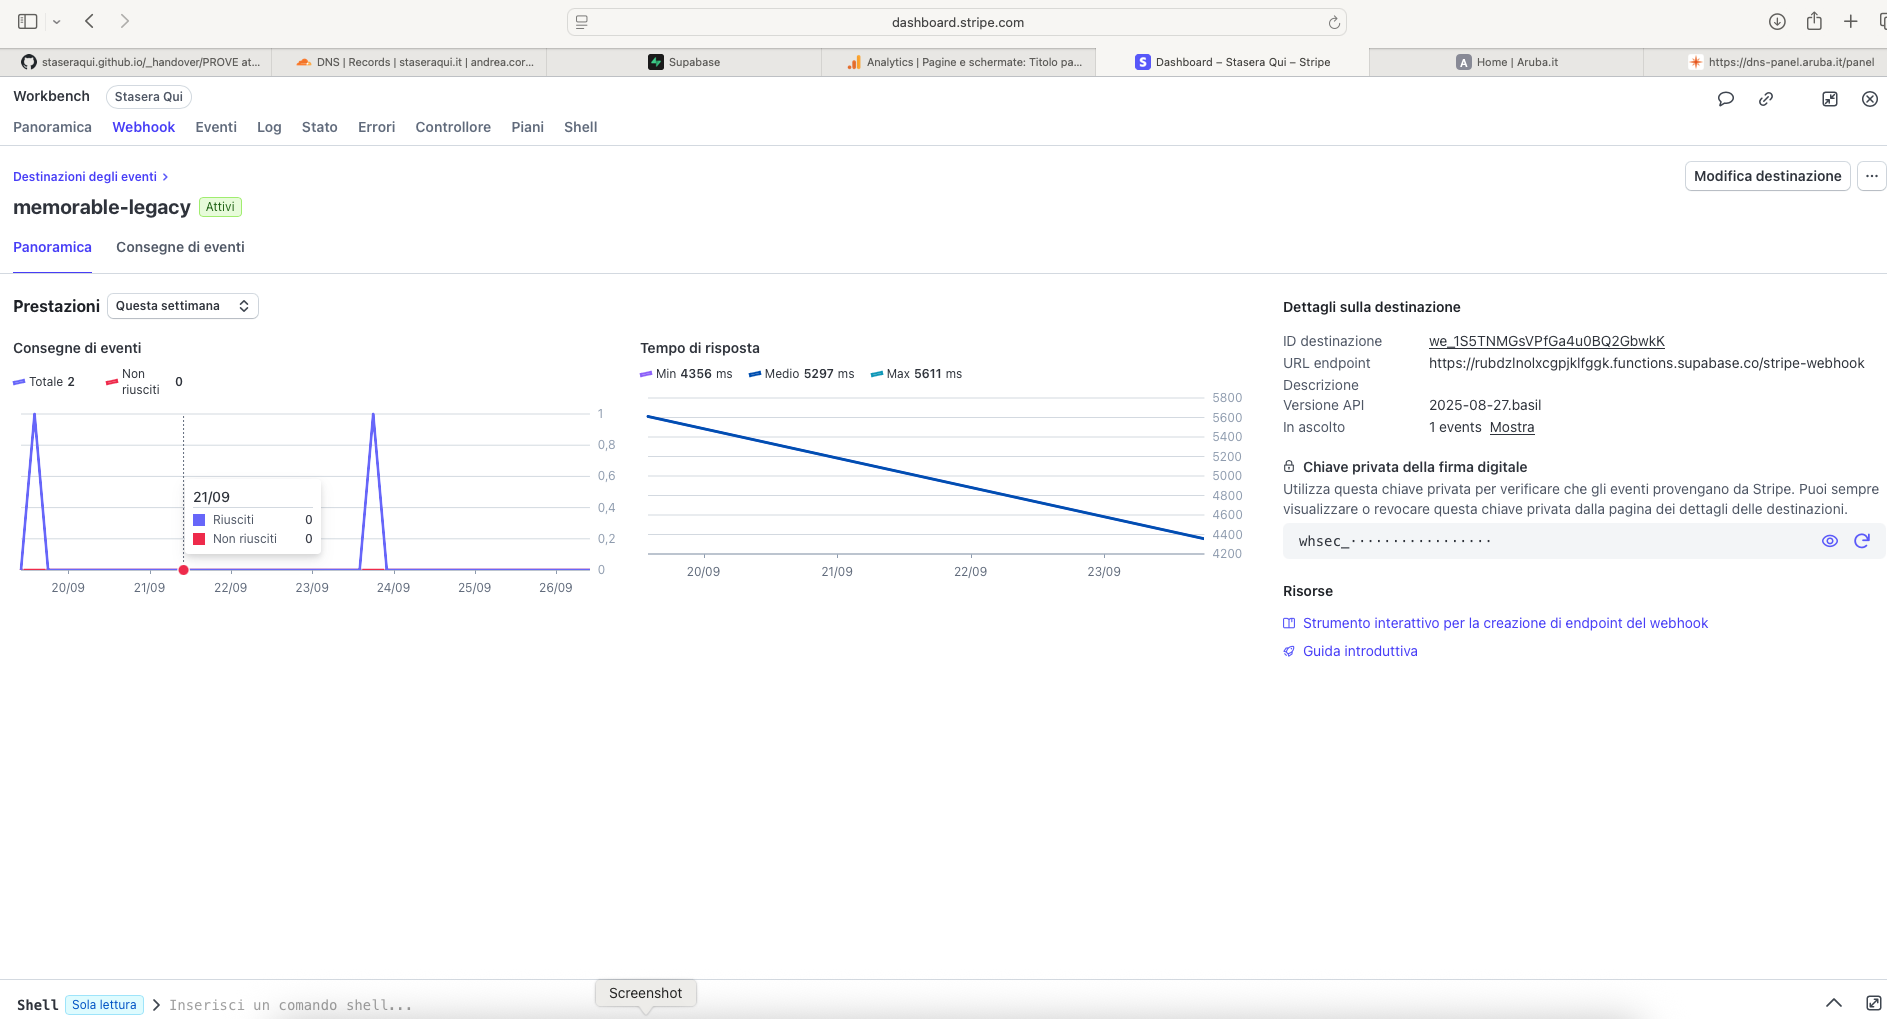 dashboard.stripe.com
staseraqui.github.io/_handover/PROVE at...
DNS | Records | staseraqui.it | andrea.cor...
Supabase
Analytics | Pagine e schermate: Titolo pa...
S
Dashboard – Stasera Qui – Stripe
A
Home | Aruba.it
https://dns-panel.aruba.it/panel
Workbench
Stasera Qui
Panoramica
Webhook
Eventi
Log
Stato
Errori
Controllore
Piani
Shell
Destinazioni degli eventi
Modifica destinazione
memorable-legacy
Attivi
Panoramica
Consegne di eventi
Prestazioni
Questa settimana
Consegne di eventi
Totale 2
Non riusciti 0
1
0,8
0,6
0,4
0,2
0
21/09
Riusciti 0
Non riusciti 0
20/09
21/09
22/09
23/09
24/09
25/09
26/09
Tempo di risposta
Min 4356 ms
Medio 5297 ms
Max 5611 ms
5800
5600
5400
5200
5000
4800
4600
4400
4200
20/09
21/09
22/09
23/09
Dettagli sulla destinazione
ID destinazione we_1S5TNMGsVPfGa4u0BQ2GbwkK
URL endpoint https://rubdzlnolxcgpjklfggk.functions.supabase.co/stripe-webhook
Descrizione
Versione API 2025-08-27.basil
In ascolto 1 events Mostra
Chiave privata della firma digitale
Utilizza questa chiave privata per verificare che gli eventi provengano da Stripe. Puoi sempre
visualizzare o revocare questa chiave privata dalla pagina dei dettagli delle destinazioni.
whsec_·················
Risorse
Strumento interattivo per la creazione di endpoint del webhook
Guida introduttiva
Shell
Sola lettura
Inserisci un comando shell...
Screenshot